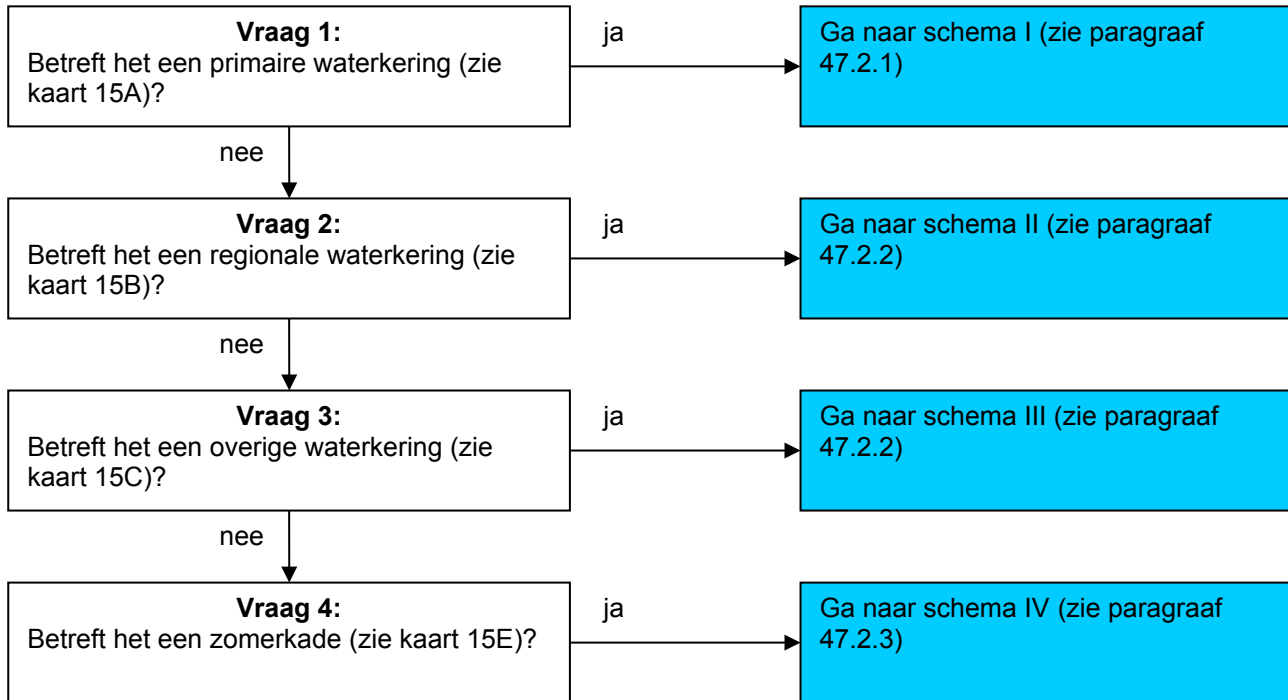 Vraag 1:
Betreft het een primaire waterkering (zie
kaart 15A)?
ja
Ga naar schema I (zie paragraaf
47.2.1)
nee
Vraag 2:
Betreft het een regionale waterkering (zie
kaart 15B)?
ja
Ga naar schema II (zie paragraaf
47.2.2)
nee
Vraag 3:
Betreft het een overige waterkering (zie
kaart 15C)?
ja
Ga naar schema III (zie paragraaf
47.2.2)
nee
Vraag 4:
Betreft het een zomerkade (zie kaart 15E)?
ja
Ga naar schema IV (zie paragraaf
47.2.3)